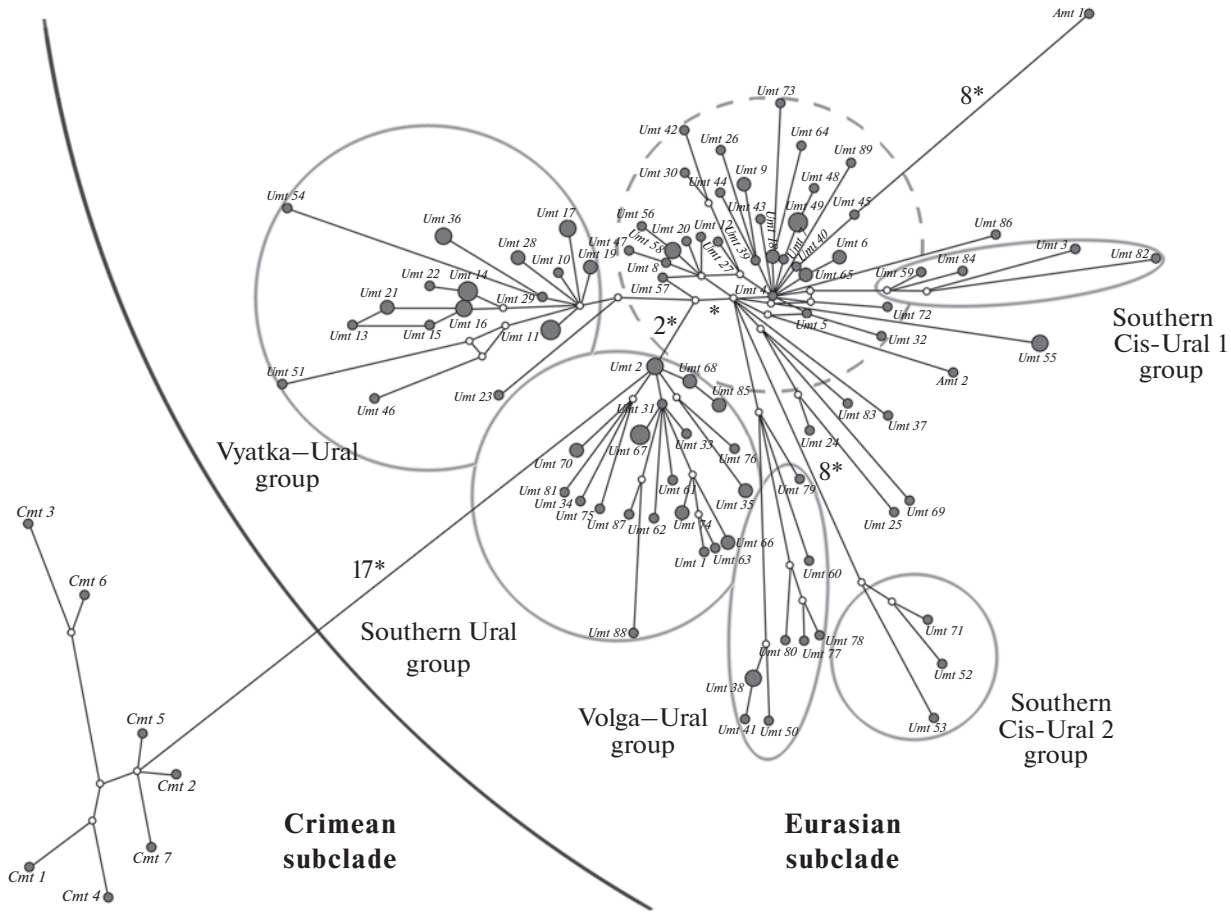 Amt 1
8*
Umt 73
Umt 42
Umt 26
Umt 64
Umt 89
Umt 30
Umt 44
Umt 9
Umt 48
Umt 54
Umt 43
Umt 49
Umt 45
Umt 36
Umt 17
Umt 56
Umt 20
Umt 12
Umt 18
Umt 7
Umt 40
Umt 6
Umt 86
Umt 3
Umt 82
Umt 28
Umt 47
Umt 58
Umt 39
Umt 10
Umt 19
Umt 8
Umt 27
Umt 65
Umt 59
Umt 84
Umt 22
Umt 14
Umt 29
Umt 57
Umt 4
Umt 21
Umt 72
Umt 13
Umt 15
Umt 16
Umt 11
2*
*
Umt 5
Umt 32
Umt 55
Southern
Cis-Ural 1
group
Umt 51
Umt 46
Umt 23
Umt 2
Umt 68
Umt 85
Amt 2
Umt 31
Umt 83
Umt 37
Vyatka–Ural
group
Umt 67
Umt 33
Umt 76
Umt 24
Umt 70
8*
Umt 79
Umt 81
Umt 34
Umt 75
Umt 87
Umt 62
Umt 61
Umt 74
Umt 35
Umt 25
Umt 69
Umt 66
Umt 1
Umt 63
Umt 60
Cmt 3
Cmt 6
17*
Southern Ural
group
Umt 88
Umt 80
Umt 78
Umt 77
Umt 71
Umt 52
Umt 38
Umt 41
Umt 50
Umt 53
Volga–Ural
group
Southern
Cis-Ural 2
group
Cmt 5
Cmt 2
Cmt 7
Cmt 1
Cmt 4
Crimean
subclade
Eurasian
subclade